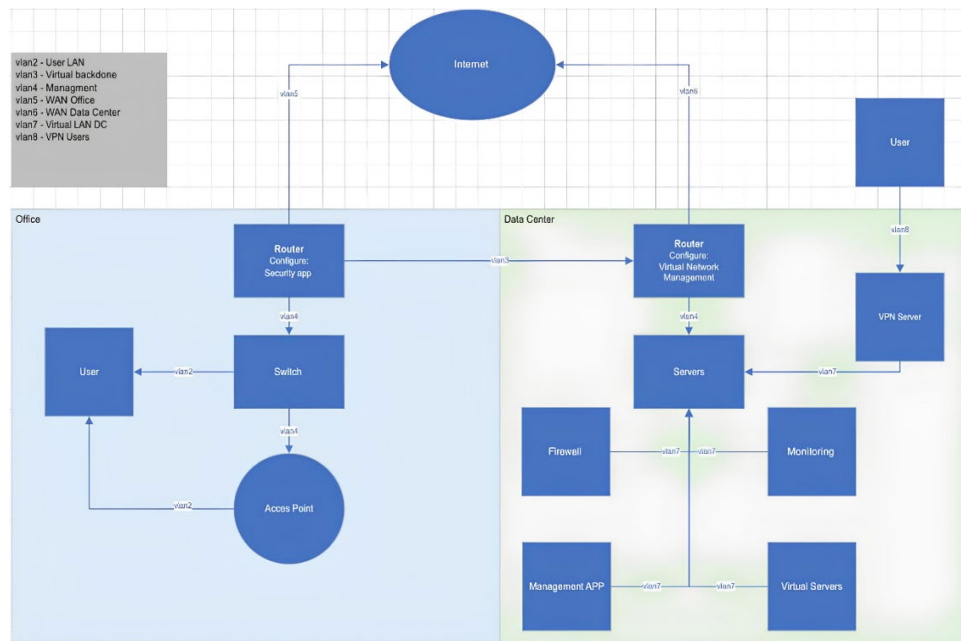 vlan2 - User LAN
vlan3 - Virtual backdone
vlan4 - Managment
vlan5 - WAN Office
vlan6 - WAN Data Center
vlan7 - Virtual LAN DC
vlan8 - VPN Users
Internet
vlan5
vlan6
User
Office
Data Center
Router
Configure:
Security app
Router
Configure:
Virtual Network
Management
vlan8
vlan3
vlan4
vlan4
VPN Server
User
vlan2
Switch
Servers
vlan7
vlan4
Firewall
vlan7
vlan7
Monitoring
vlan2
Acces Point
Management APP
vlan7
vlan7
Virtual Servers